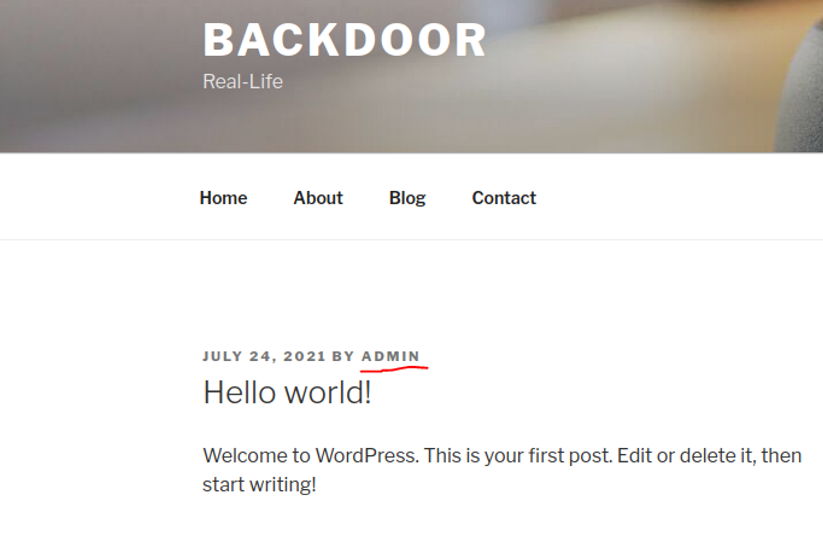 BACKDOOR
Real-Life
Home About Blog Contact
JULY 24, 2021 BY ADMIN
Hello world!
Welcome to WordPress. This is your first post. Edit or delete it, then
start writing!